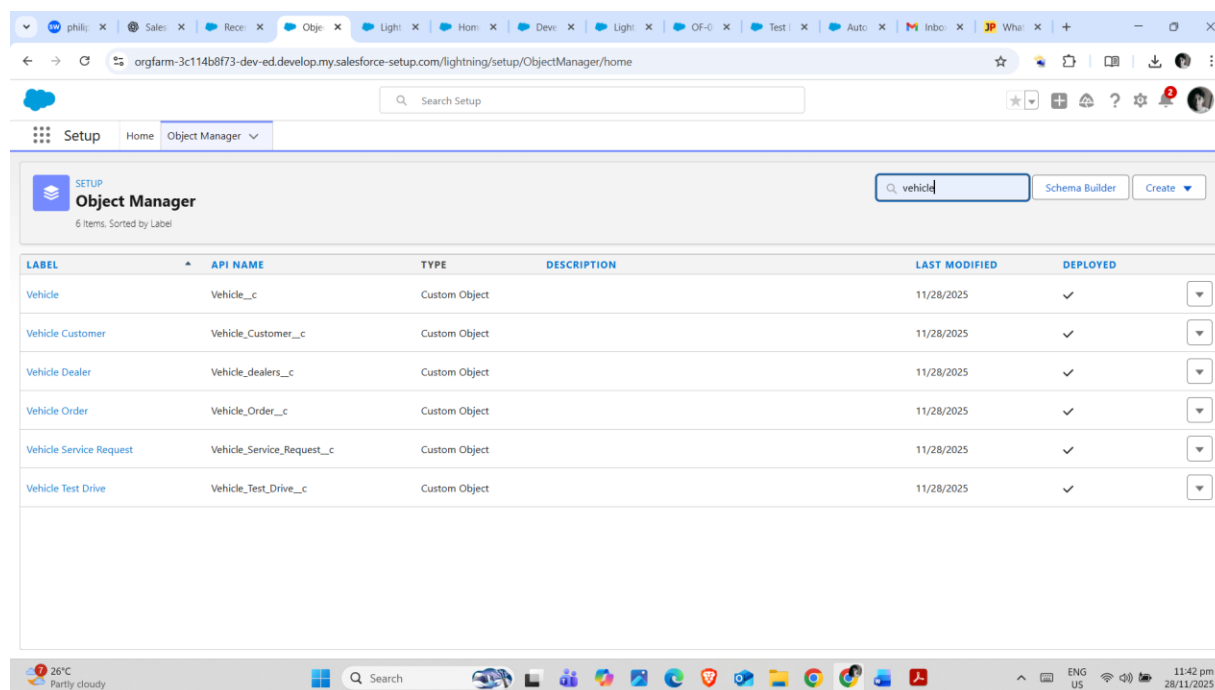 philip Sales Rece Obje Light Hom Deve Light OF-0 Test Auto Inbo JP What
orgfarm-3c114b8f73-dev-ed.develop.my.salesforce-setup.com/lightning/setup/ObjectManager/home
Search Setup
2
Setup Home Object Manager
SETUP
Object Manager
6 Items, Sorted by Label
vehicle
Schema Builder
Create
LABEL API NAME TYPE DESCRIPTION LAST MODIFIED DEPLOYED
Vehicle Vehicle__c Custom Object 11/28/2025
Vehicle Customer Vehicle_Customer__c Custom Object 11/28/2025
Vehicle Dealer Vehicle_dealers__c Custom Object 11/28/2025
Vehicle Order Vehicle_Order__c Custom Object 11/28/2025
Vehicle Service Request Vehicle_Service_Request__c Custom Object 11/28/2025
Vehicle Test Drive Vehicle_Test_Drive__c Custom Object 11/28/2025
7 26°C
Partly cloudy
Search
ENG
US
11:42 pm
28/11/2025